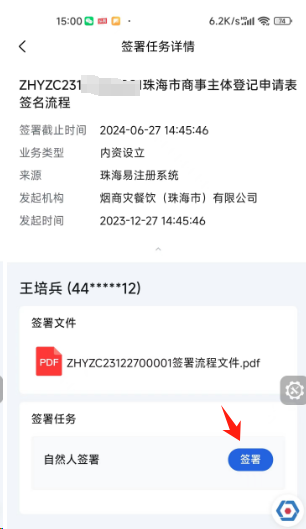 15:00
6.2K/s
74
签署任务详情
ZHYZC23 001珠海市商事主体登记申请表
签名流程
签署截止时间 2024-06-27 14:45:46
业务类型 内资设立
来源 珠海易注册系统
发起机构 烟商灾餐饮（珠海市）有限公司
发起时间 2023-12-27 14:45:46
王培兵 (44*****12)
签署文件
PDF ZHYZC23122700001签署流程文件.pdf
签署任务
自然人签署 签署